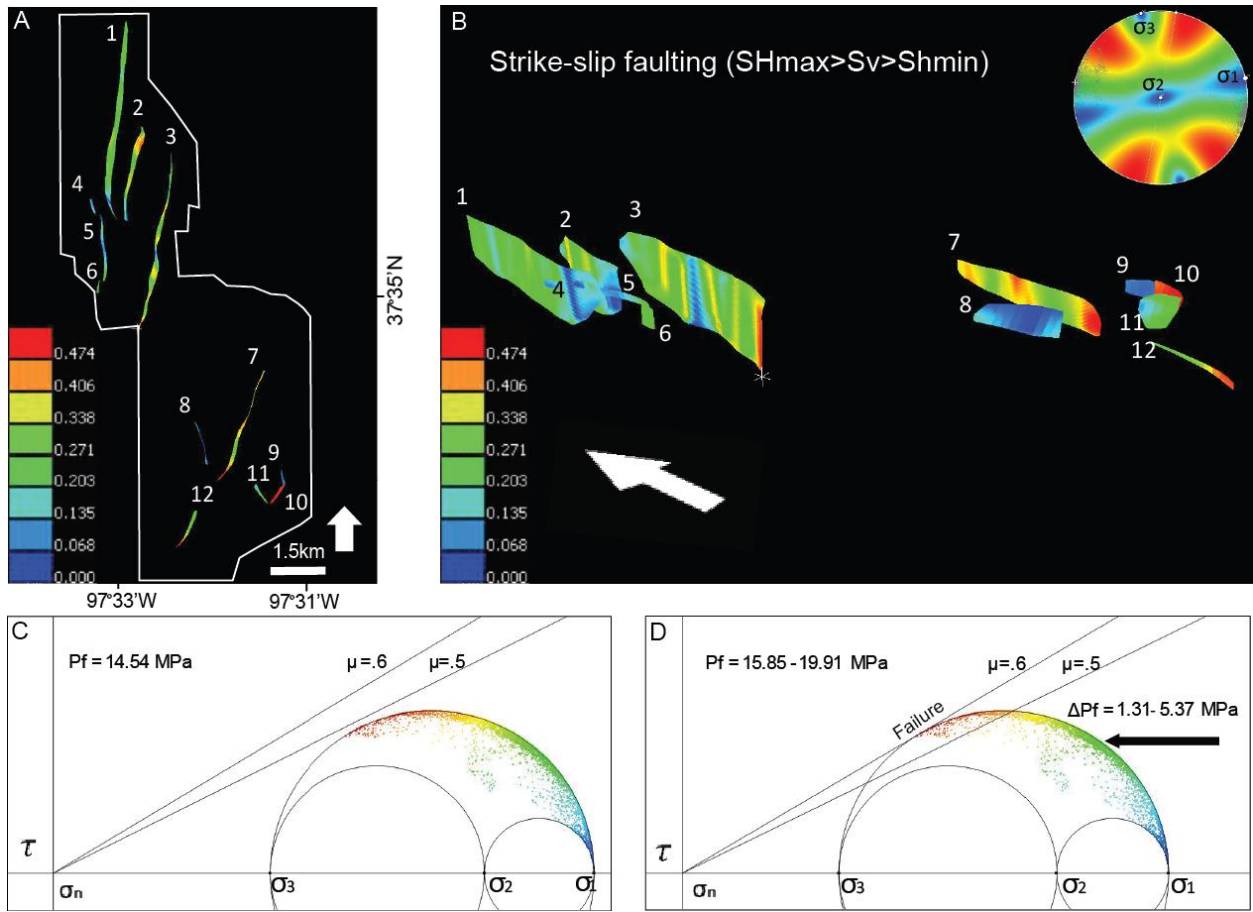 A
1
2
3
4
5
6
7
8
9
10
11
12
37°35'N
0.474
0.406
0.338
0.271
0.203
0.135
0.068
0.000
1.5km
97°33'W
97°31'W
B
Strike-slip faulting (SHmax>Sv>Shmin)
σ3
σ2
σ1
1
2
3
4
5
6
7
8
9
10
11
12
0.474
0.406
0.338
0.271
0.203
0.135
0.068
0.000
C
Pf = 14.54 MPa
μ=.6
μ=.5
τ
σn
σ3
σ2
σ1
D
Pf = 15.85 - 19.91 MPa
μ=.6
μ=.5
Failure
ΔPf = 1.31- 5.37 MPa
τ
σn
σ3
σ2
σ1